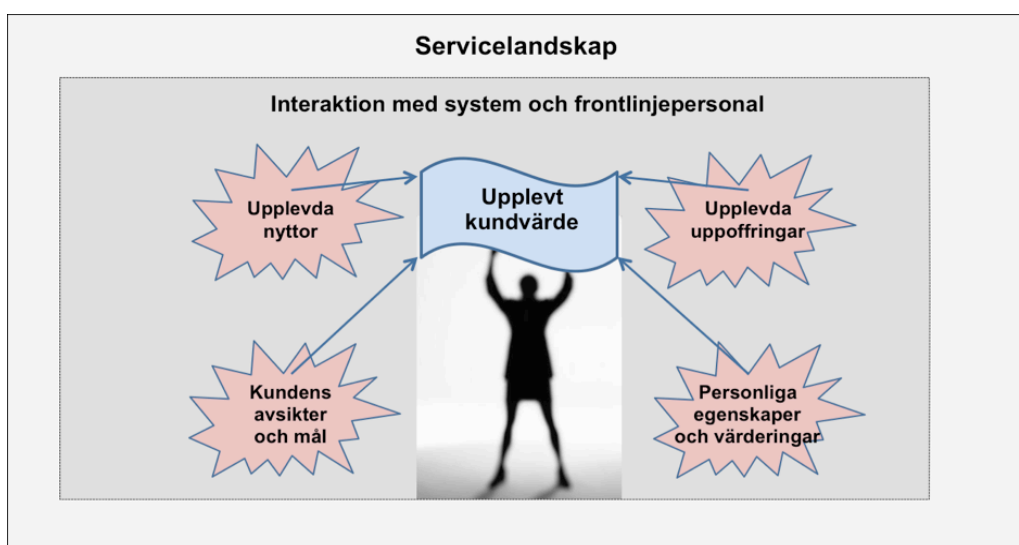 Servicelandskap
Interaktion med system och frontlinjepersonal
Upplevda
nyttor
Upplevt
kundvärde
Upplevda
uppoffringar
Kundens
avsikter
och mål
Personliga
egenskaper
och värderingar